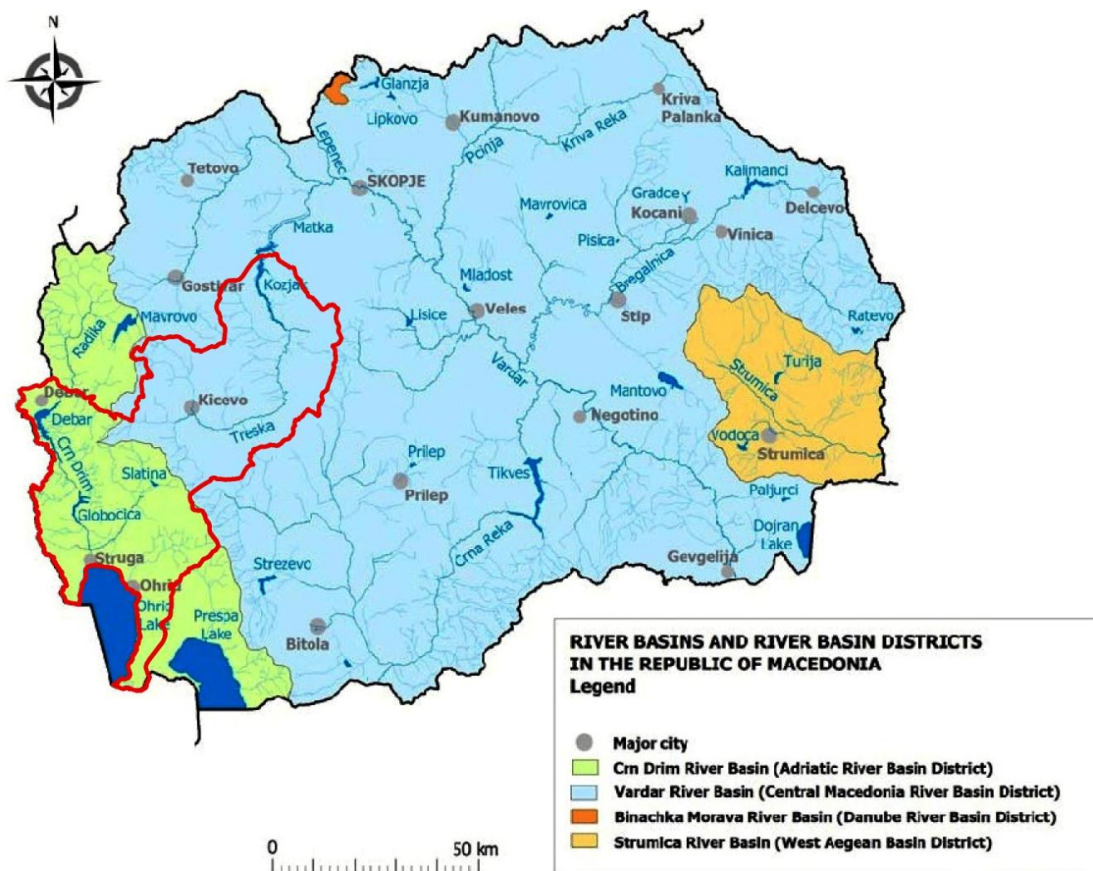 N
Glanzja
Lipkovo
Kumanovo
Kriva
Palanka
Lepenec
Pcinja
Kriva Reka
Tetovo
SKOPJE
Kalimanci
Gradce
Kocani
Delcevo
Mavrovica
Matka
Pisica
Vinica
Bregalnica
Gostivar
Kozjak
Mladost
Veles
Stip
Mavrovo
Radika
Lisice
Ratevo
Vardar
Strumica
Turija
Debar
Debar
Kicevo
Mantovo
Negotino
Treska
Vodoca
Strumica
Crn Drim
Slatina
Prilep
Prilep
Tikves
Paljurci
Globocica
Crna Reka
Dojran
Lake
Struga
Strezevo
Gevgelija
Ohrid
Ohrid
Lake
Prespa
Lake
Bitola
RIVER BASINS AND RIVER BASIN DISTRICTS
IN THE REPUBLIC OF MACEDONIA
Legend
Major city
Crn Drim River Basin (Adriatic River Basin District)
Vardar River Basin (Central Macedonia River Basin District)
Binachka Morava River Basin (Danube River Basin District)
Strumica River Basin (West Aegean Basin District)
0 50 km